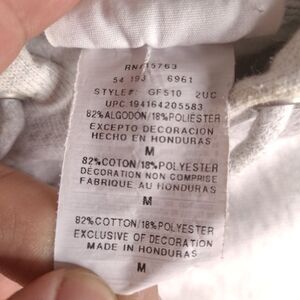 RN#15763
54 193 6961
STYLE#: GF510 2UC
UPC.194164205583
82%ALGODON/18%POLIESTER
EXCEPTO DECORACION
HECHO EN HONDURAS
M
82%COTON/18%POLYESTER
DECORATION NON COMPRISE
FABRIQUE AU HONDURAS
M
82%COTTON/18%POLYESTER
EXCLUSIVE OF DECORATION
MADE IN HONDURAS
M